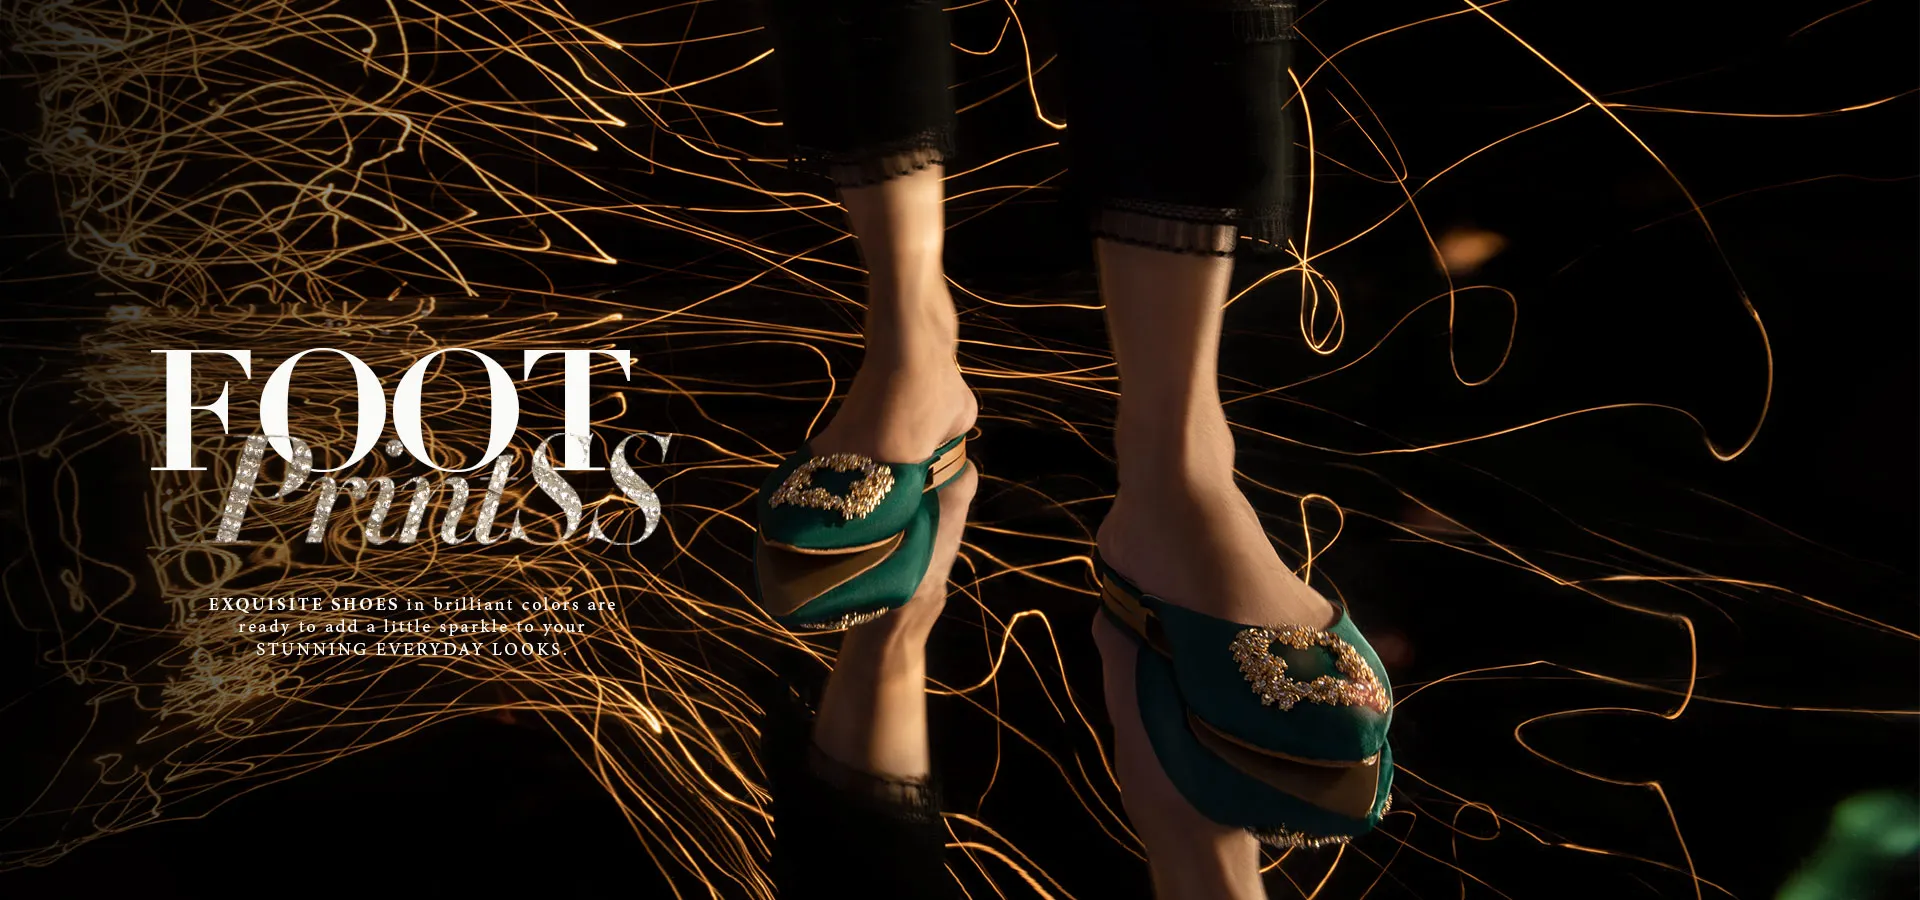 FOOT
PrintSS
EXQUISITE SHOES in brilliant colors are
ready to add a little sparkle to your
STUNNING EVERYDAY LOOKS.